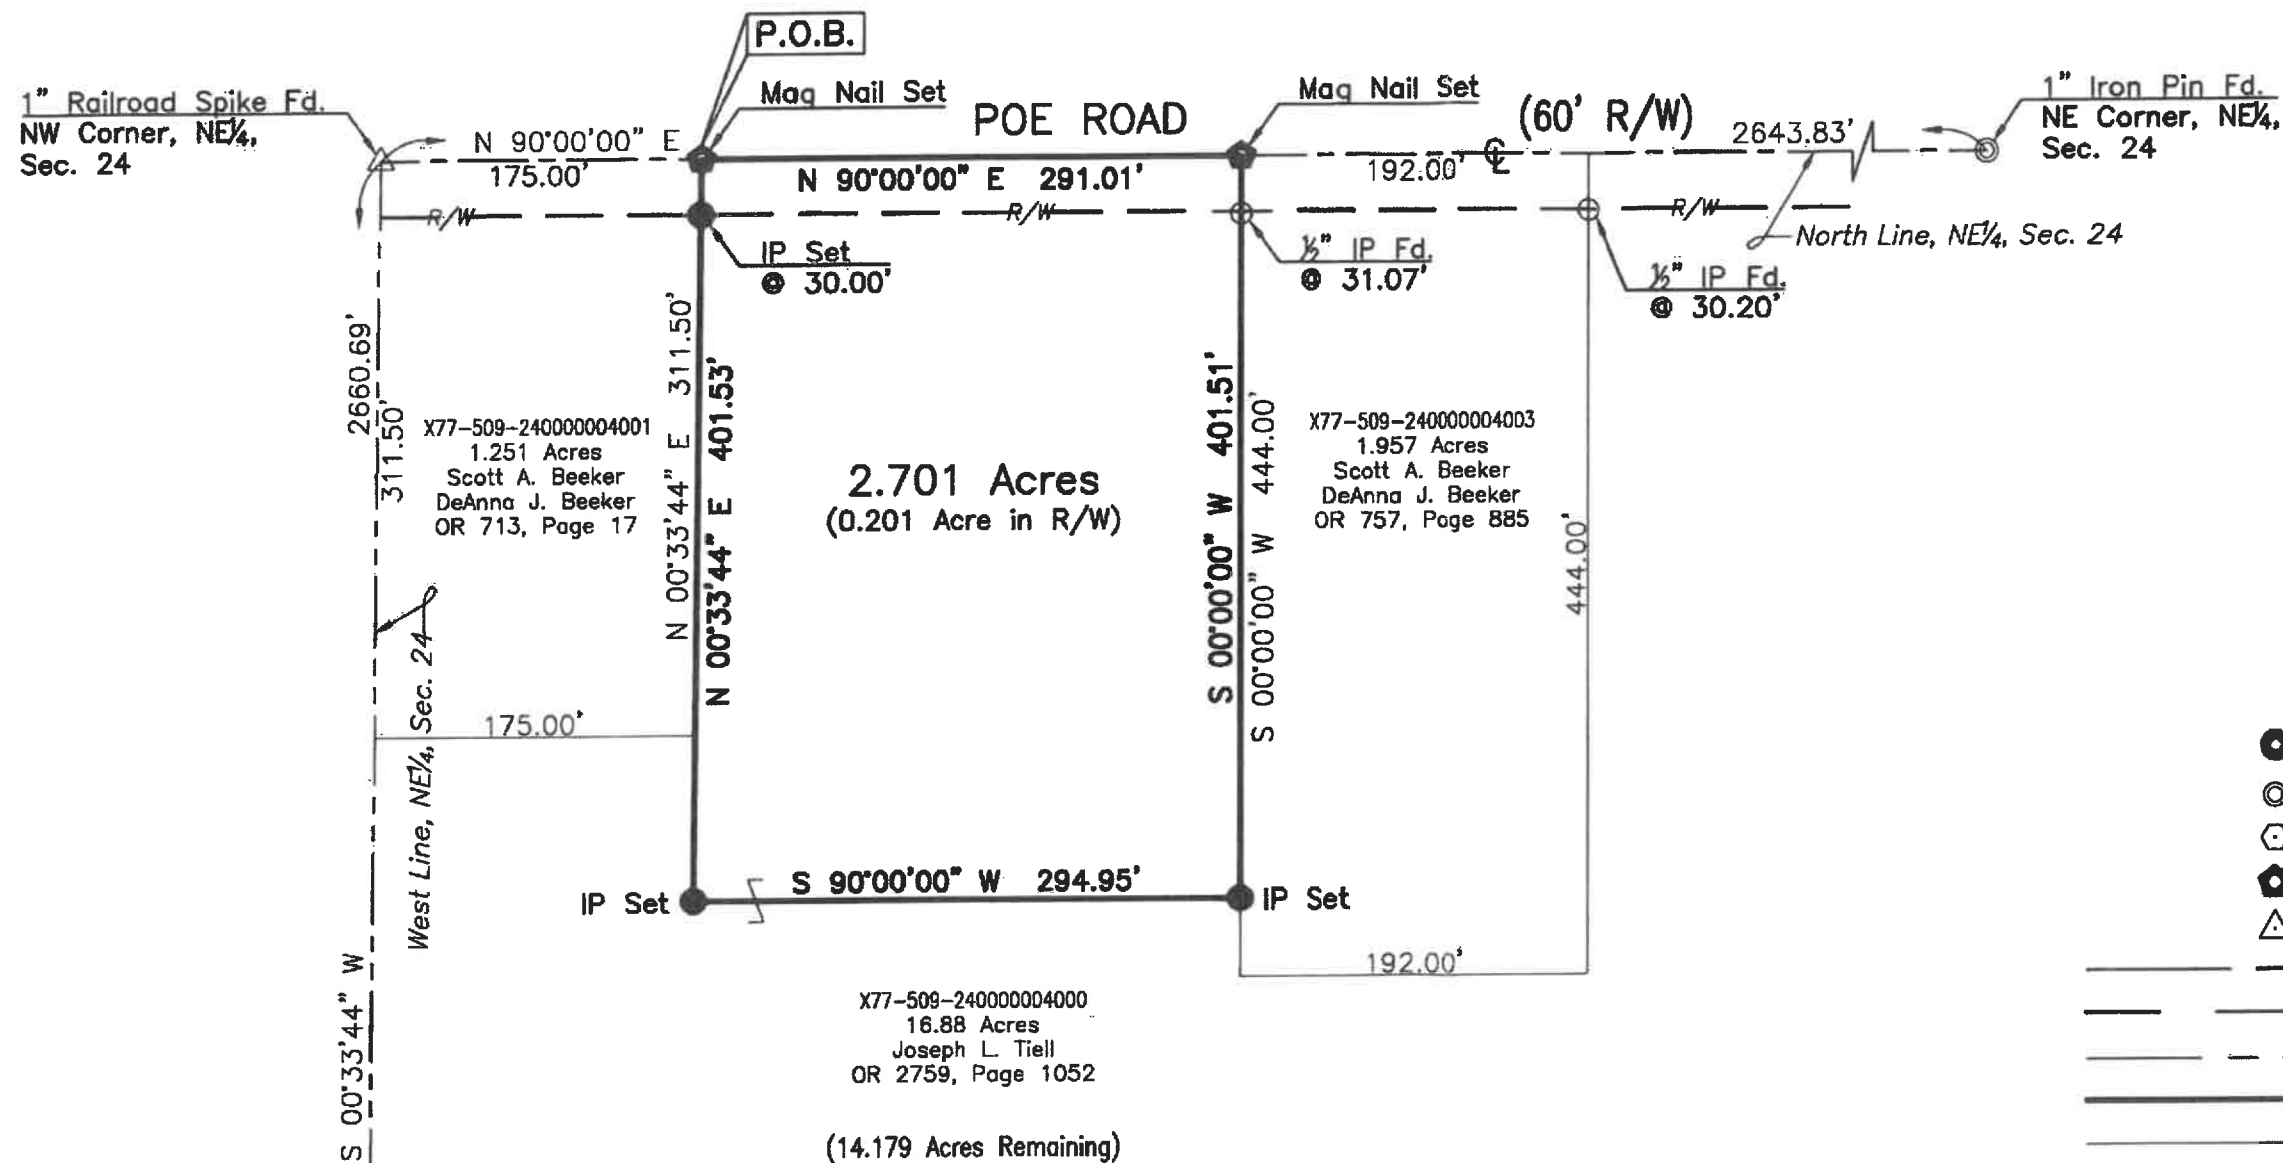 P.O.B.
1" Railroad Spike Fd.
NW Corner, NE¼,
Sec. 24
Mag Nail Set
Mag Nail Set
1" Iron Pin Fd.
NE Corner, NE¼,
Sec. 24
POE ROAD
(60' R/W)
N 90°00'00" E
175.00'
N 90°00'00" E 291.01'
192.00'
℄
2643.83'
R/W
R/W
R/W
North Line, NE¼, Sec. 24
IP Set
@ 30.00'
½" IP Fd.
@ 31.07'
½" IP Fd.
@ 30.20'
2660.69'
311.50'
X77-509-240000004001
1.251 Acres
Scott A. Beeker
DeAnna J. Beeker
OR 713, Page 17
N 00°33'44" E 311.50'
N 00°33'44" E 401.53'
2.701 Acres
(0.201 Acre in R/W)
S 00°00'00" W 401.51'
S 00°00'00" W 444.00'
X77-509-240000004003
1.957 Acres
Scott A. Beeker
DeAnna J. Beeker
OR 757, Page 885
444.00'
West Line, NE¼, Sec. 24
175.00'
IP Set
S 90°00'00" W 294.95'
IP Set
192.00'
S 00°33'44" W
X77-509-240000004000
16.88 Acres
Joseph L. Tiell
OR 2759, Page 1052
(14.179 Acres Remaining)